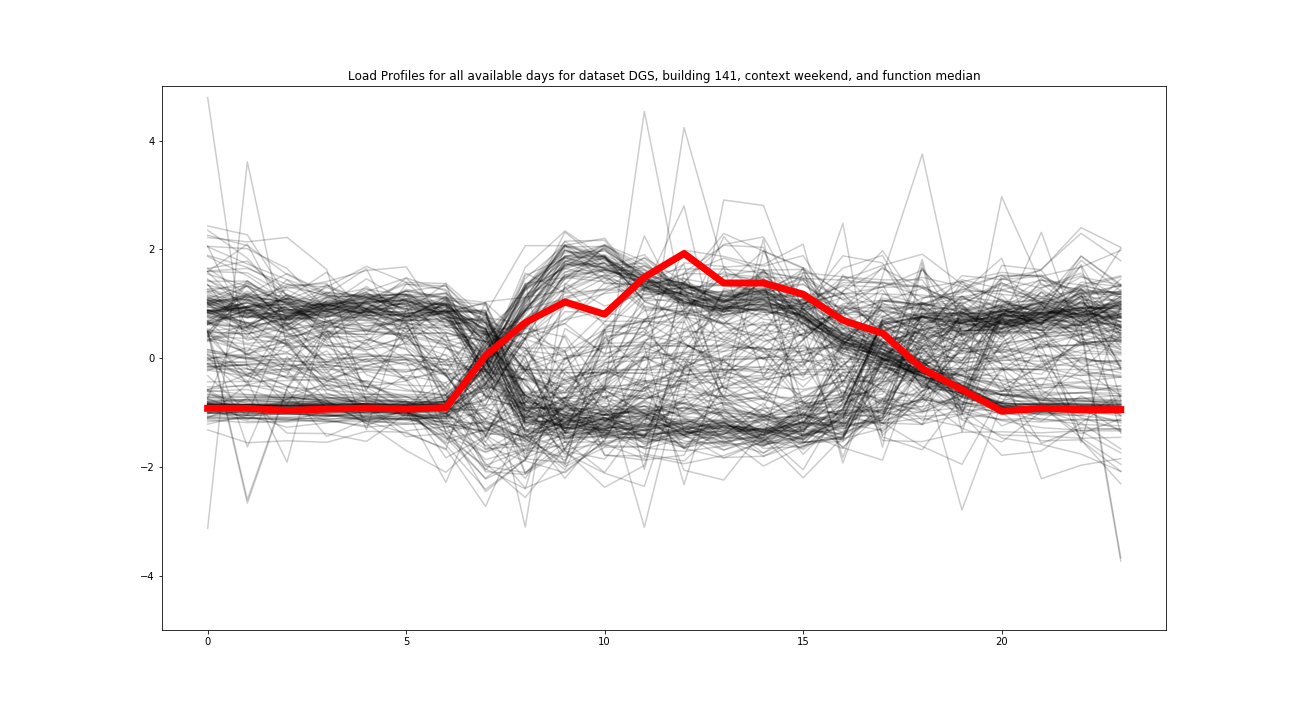 Load Profiles for all available days for dataset DGS, building 141, context weekend, and function median
4
2
0
−2
−4
0 5 10 15 20